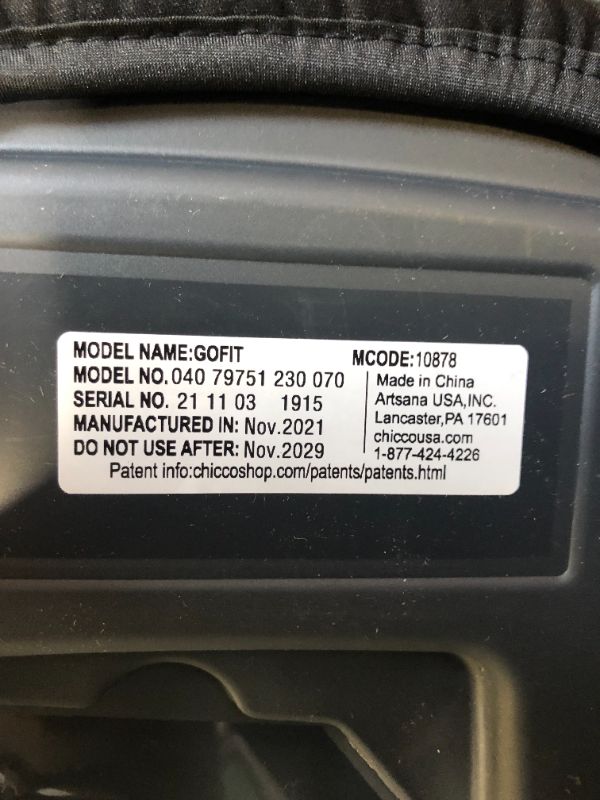 MODEL NAME:GOFIT MCODE:10878
MODEL NO. 040 79751 230 070
SERIAL NO. 21 11 03 1915
MANUFACTURED IN: Nov.2021
DO NOT USE AFTER: Nov.2029
Made in China
Artsana USA,INC.
Lancaster,PA 17601
chiccousa.com
1-877-424-4226
Patent info:chiccoshop.com/patents/patents.html